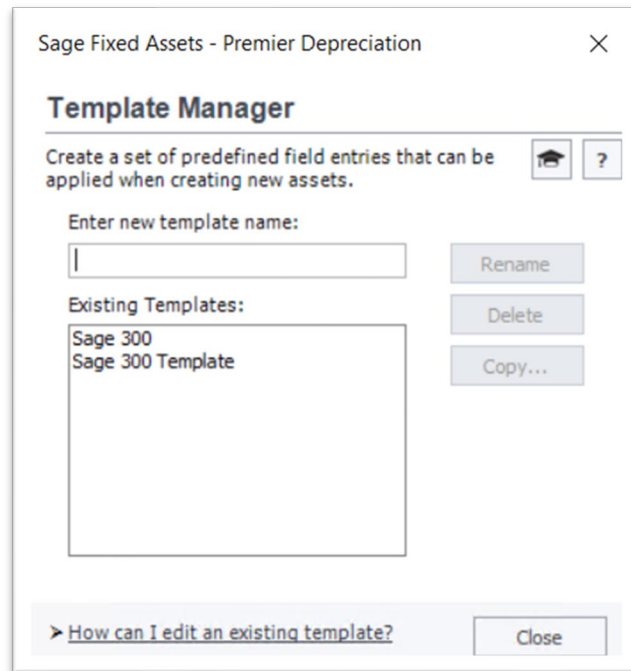 Sage Fixed Assets - Premier Depreciation
Template Manager
Create a set of predefined field entries that can be
applied when creating new assets.
?
Enter new template name:
Rename
Existing Templates:
Delete
Sage 300
Sage 300 Template
Copy...
How can I edit an existing template?
Close